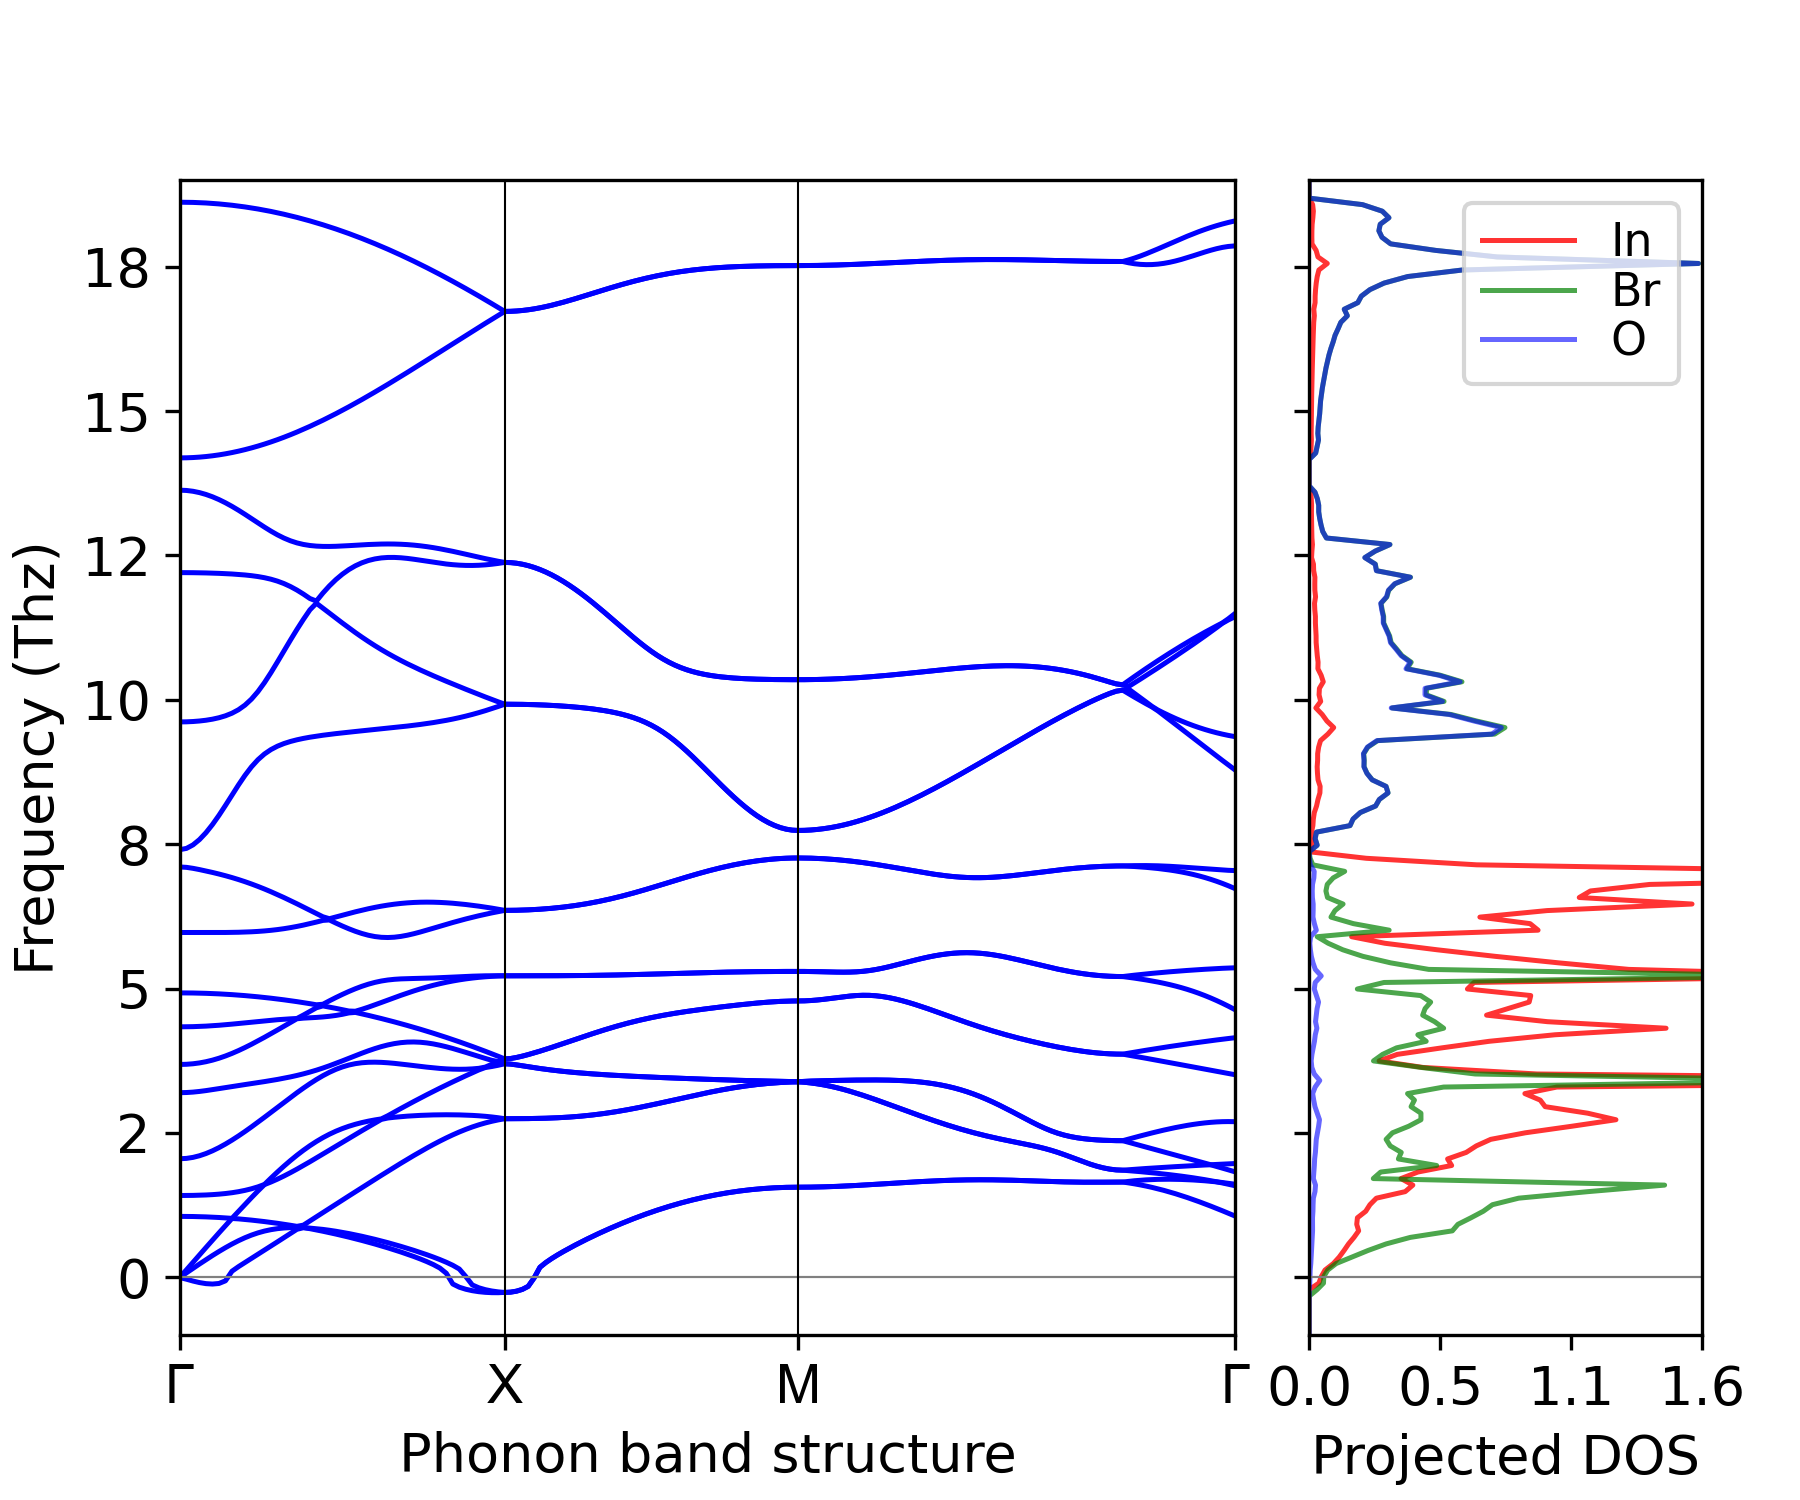 Frequency (Thz)
18
15
12
10
8
5
2
0
Γ X M Γ
Phonon band structure
In
Br
O
0.0 0.5 1.1 1.6
Projected DOS